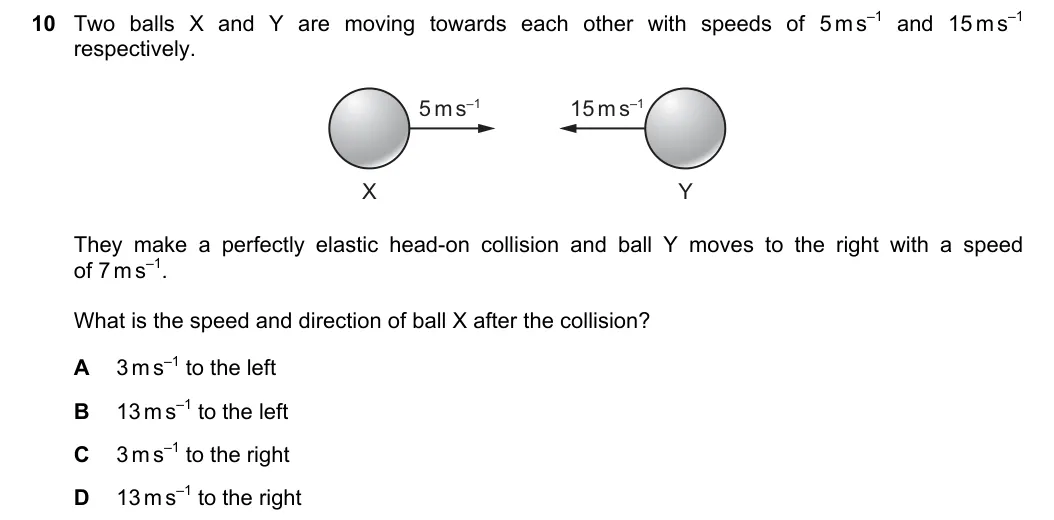 10 Two balls X and Y are moving towards each other with speeds of 5 m s⁻¹ and 15 m s⁻¹
respectively.
5 m s⁻¹ 15 m s⁻¹
X Y
They make a perfectly elastic head-on collision and ball Y moves to the right with a speed
of 7 m s⁻¹.
What is the speed and direction of ball X after the collision?
A 3 m s⁻¹ to the left
B 13 m s⁻¹ to the left
C 3 m s⁻¹ to the right
D 13 m s⁻¹ to the right